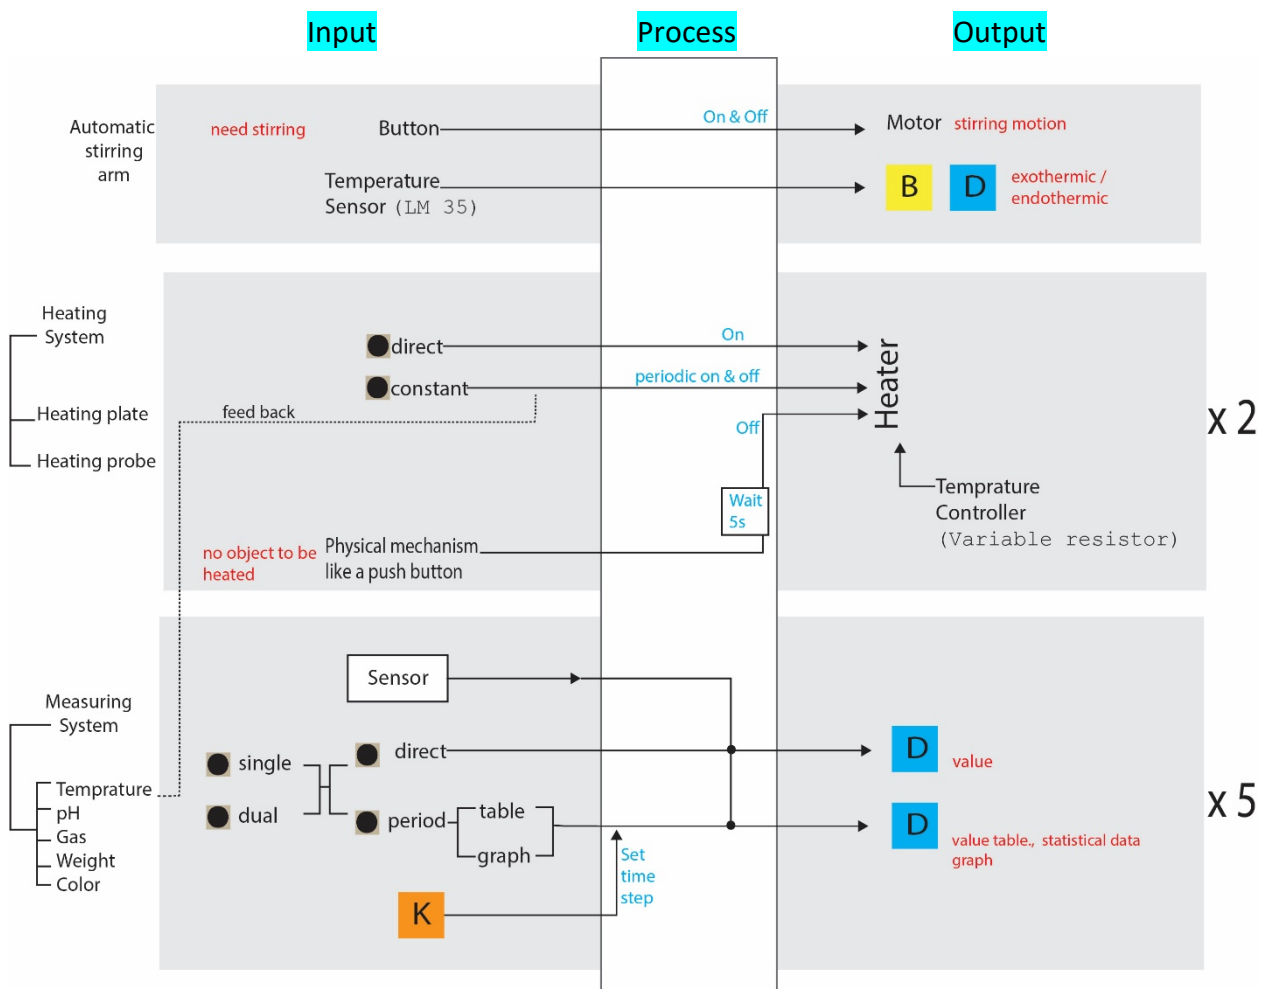 Input
Process
Output
Automatic
stirring
arm
need stirring
Button
On & Off
Motor
stirring motion
Temperature
Sensor (LM 35)
B
D
exothermic /
endothermic
Heating
System
Heating plate
Heating probe
direct
On
constant
periodic on & off
feed back
Off
Heater
x 2
Wait
5s
Temprature
Controller
(Variable resistor)
no object to be
heated
Physical mechanism
like a push button
Measuring
System
Temprature
pH
Gas
Weight
Color
Sensor
single
dual
direct
period
table
graph
D
value
D
value table., statistical data
graph
x 5
Set
time
step
K